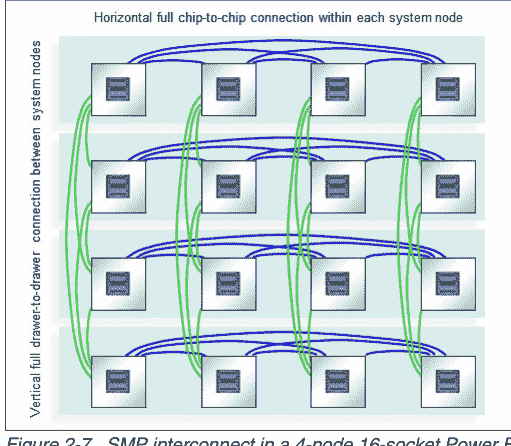 Horizontal full chip-to-chip connection within each system node
Vertical full drawer-to-drawer connection between system nodes
Figure 2-7 SMP interconnect in a 4-node 16-socket Power